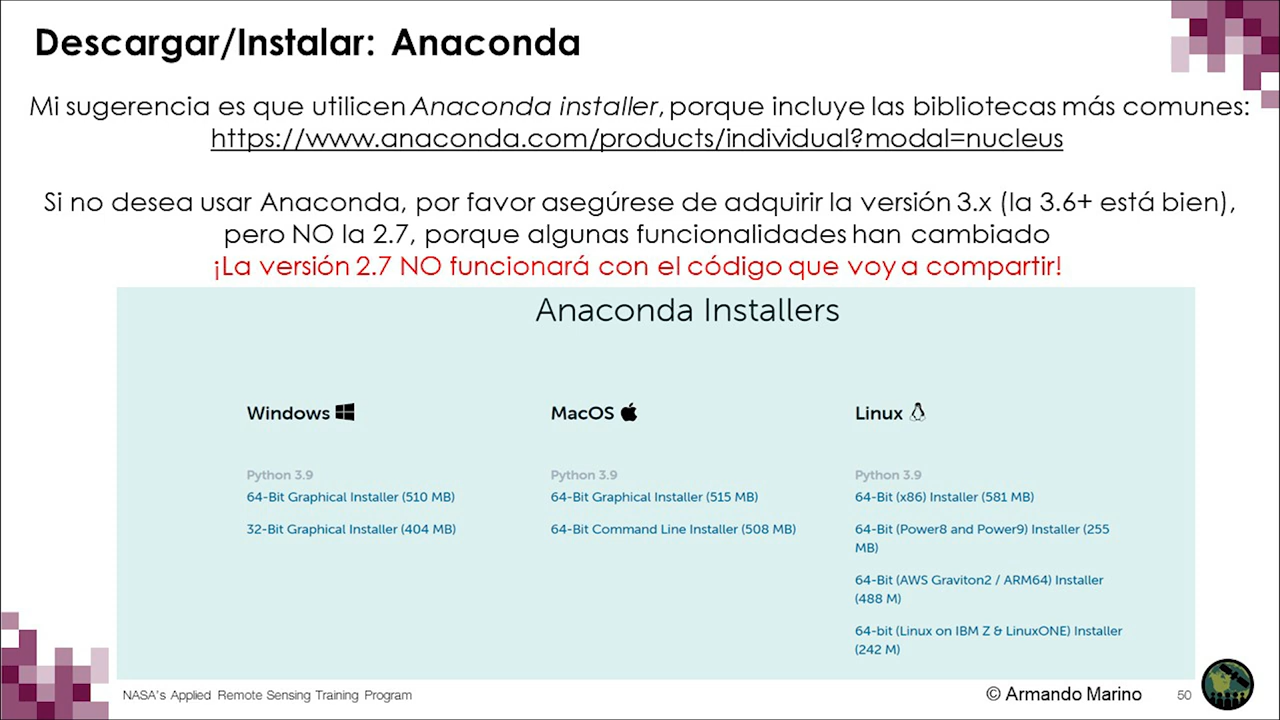 Descargar/Instalar: Anaconda
Mi sugerencia es que utilicen Anaconda installer, porque incluye las bibliotecas más comunes:
https://www.anaconda.com/products/individual?modal=nucleus
Si no desea usar Anaconda, por favor asegúrese de adquirir la versión 3.x (la 3.6+ está bien),
pero NO la 2.7, porque algunas funcionalidades han cambiado
¡La versión 2.7 NO funcionará con el código que voy a compartir!
Anaconda Installers
Windows
Python 3.9
64-Bit Graphical Installer (510 MB)
32-Bit Graphical Installer (404 MB)
MacOS
Python 3.9
64-Bit Graphical Installer (515 MB)
64-Bit Command Line Installer (508 MB)
Linux
Python 3.9
64-Bit (x86) Installer (581 MB)
64-Bit (Power8 and Power9) Installer (255
MB)
64-Bit (AWS Graviton2 / ARM64) Installer
(488 M)
64-bit (Linux on IBM Z & LinuxONE) Installer
(242 M)
NASA's Applied Remote Sensing Training Program
© Armando Marino
50